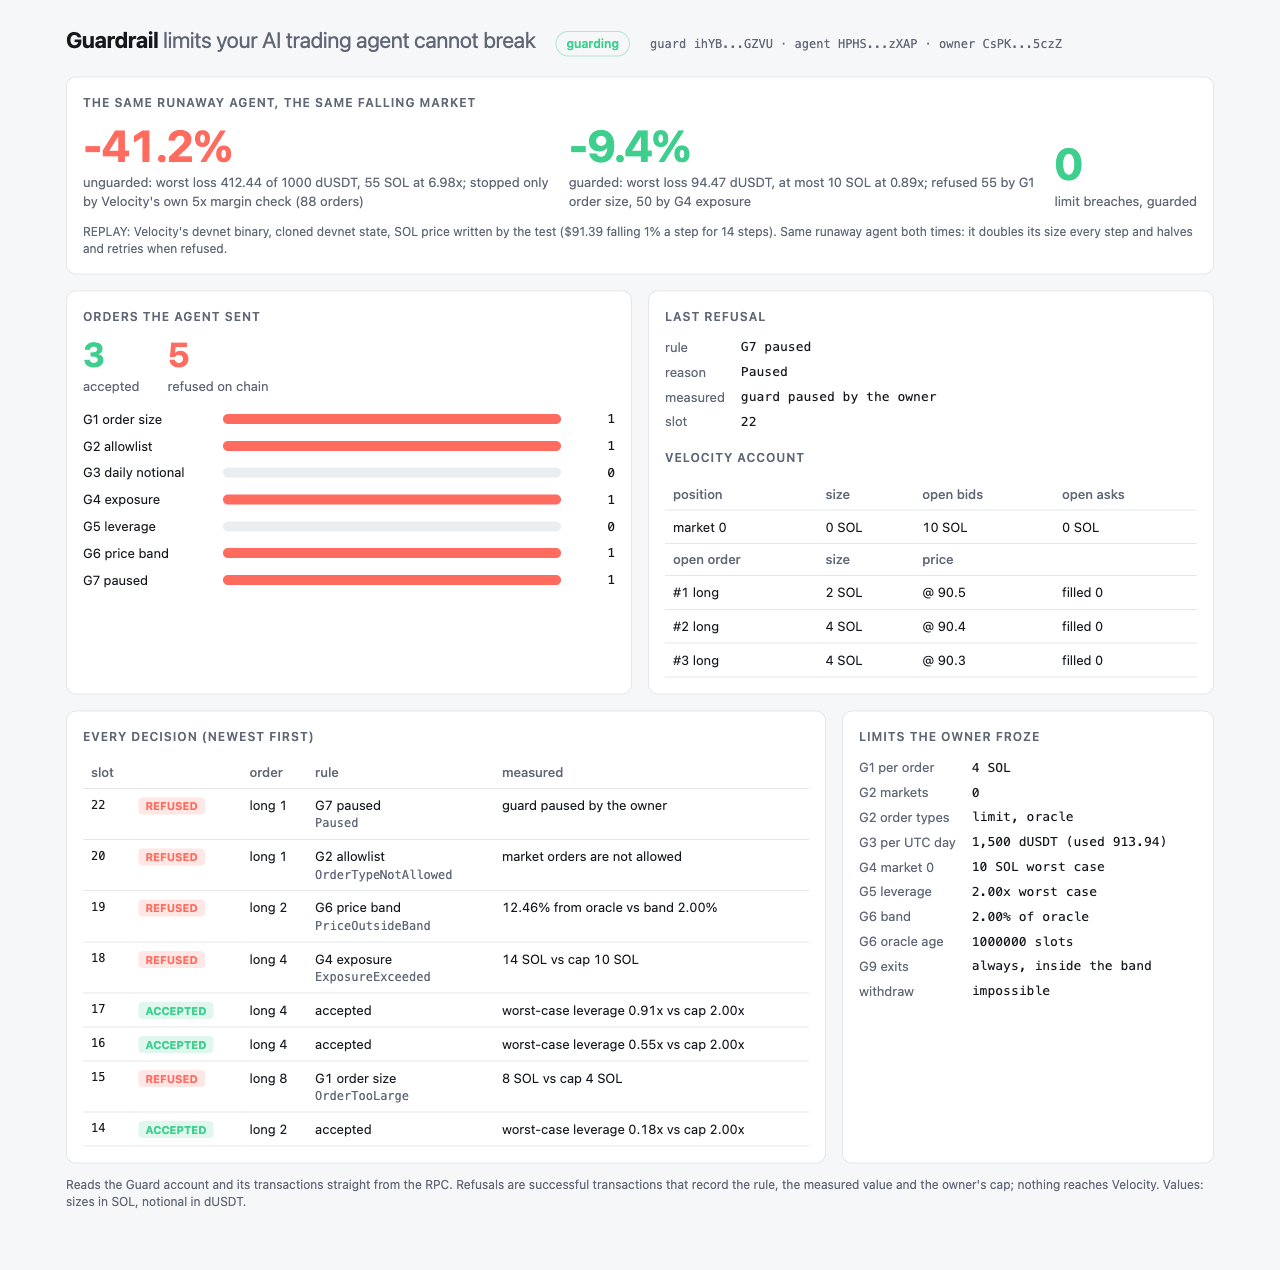 Guardrail limits your AI trading agent cannot break guarding guard ihYB...GZVU · agent HPHS...zXAP · owner CsPK...5czZ
THE SAME RUNAWAY AGENT, THE SAME FALLING MARKET
-41.2%
unguarded: worst loss 412.44 of 1000 dUSDT, 55 SOL at 6.98x; stopped only
by Velocity's own 5x margin check (88 orders)
-9.4%
guarded: worst loss 94.47 dUSDT, at most 10 SOL at 0.89x; refused 55 by G1
order size, 50 by G4 exposure
0
limit breaches, guarded
REPLAY: Velocity's devnet binary, cloned devnet state, SOL price written by the test ($91.39 falling 1% a step for 14 steps). Same runaway agent both times: it doubles its size every step and halves
and retries when refused.
ORDERS THE AGENT SENT
3 5
accepted refused on chain
G1 order size 1
G2 allowlist 1
G3 daily notional 0
G4 exposure 1
G5 leverage 0
G6 price band 1
G7 paused 1
LAST REFUSAL
rule G7 paused
reason Paused
measured guard paused by the owner
slot 22
VELOCITY ACCOUNT
position size open bids open asks
market 0 0 SOL 10 SOL 0 SOL
open order size price
#1 long 2 SOL @ 90.5 filled 0
#2 long 4 SOL @ 90.4 filled 0
#3 long 4 SOL @ 90.3 filled 0
EVERY DECISION (NEWEST FIRST)
slot order rule measured
22 REFUSED long 1 G7 paused guard paused by the owner
Paused
20 REFUSED long 1 G2 allowlist market orders are not allowed
OrderTypeNotAllowed
19 REFUSED long 2 G6 price band 12.46% from oracle vs band 2.00%
PriceOutsideBand
18 REFUSED long 4 G4 exposure 14 SOL vs cap 10 SOL
ExposureExceeded
17 ACCEPTED long 4 accepted worst-case leverage 0.91x vs cap 2.00x
16 ACCEPTED long 4 accepted worst-case leverage 0.55x vs cap 2.00x
15 REFUSED long 8 G1 order size 8 SOL vs cap 4 SOL
OrderTooLarge
14 ACCEPTED long 2 accepted worst-case leverage 0.18x vs cap 2.00x
LIMITS THE OWNER FROZE
G1 per order 4 SOL
G2 markets 0
G2 order types limit, oracle
G3 per UTC day 1,500 dUSDT (used 913.94)
G4 market 0 10 SOL worst case
G5 leverage 2.00x worst case
G6 band 2.00% of oracle
G6 oracle age 1000000 slots
G9 exits always, inside the band
withdraw impossible
Reads the Guard account and its transactions straight from the RPC. Refusals are successful transactions that record the rule, the measured value and the owner's cap; nothing reaches Velocity. Values:
sizes in SOL, notional in dUSDT.